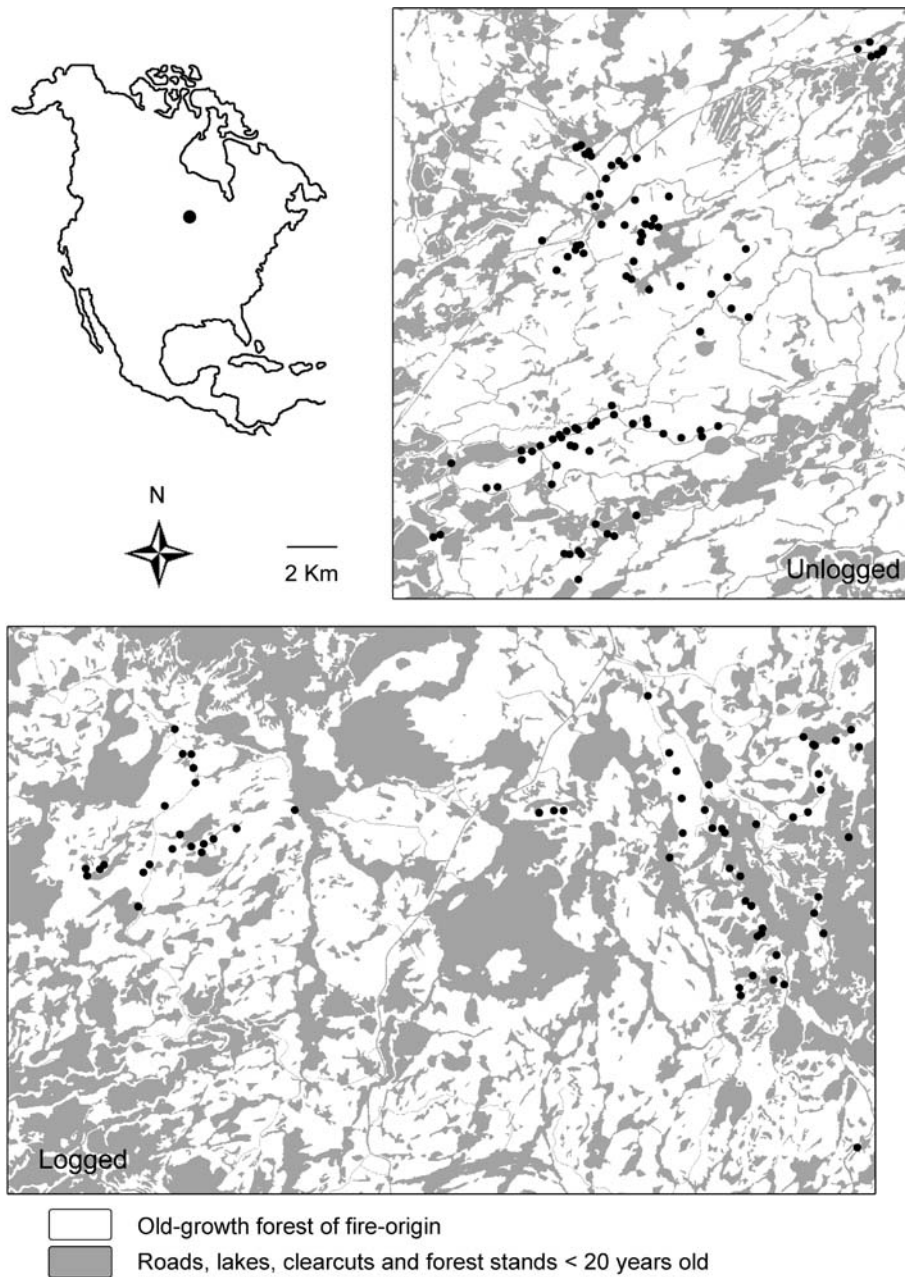 N
2 Km
Unlogged
Logged
Old-growth forest of fire-origin
Roads, lakes, clearcuts and forest stands < 20 years old